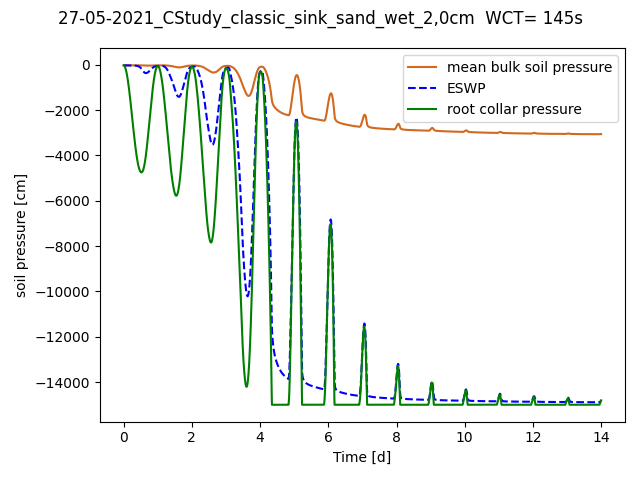 27-05-2021_CStudy_classic_sink_sand_wet_2,0cm  WCT= 145s
mean bulk soil pressure
ESWP
root collar pressure
soil pressure [cm]
0
−2000
−4000
−6000
−8000
−10000
−12000
−14000
0 2 4 6 8 10 12 14
Time [d]